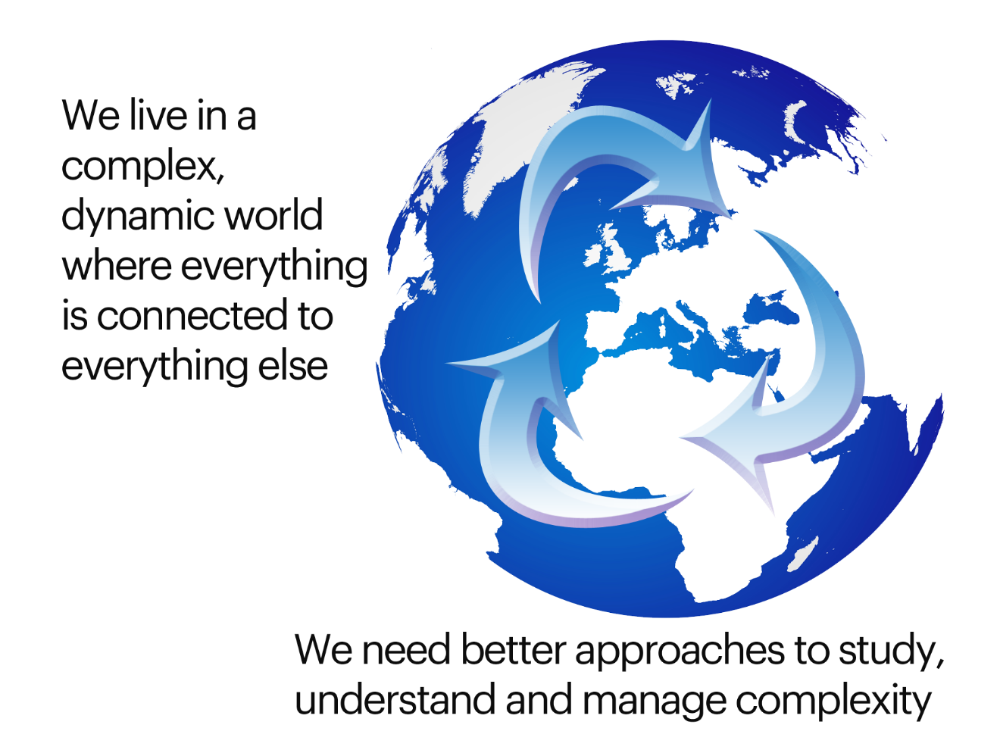 We live in a
complex,
dynamic world
where everything
is connected to
everything else
We need better approaches to study,
understand and manage complexity